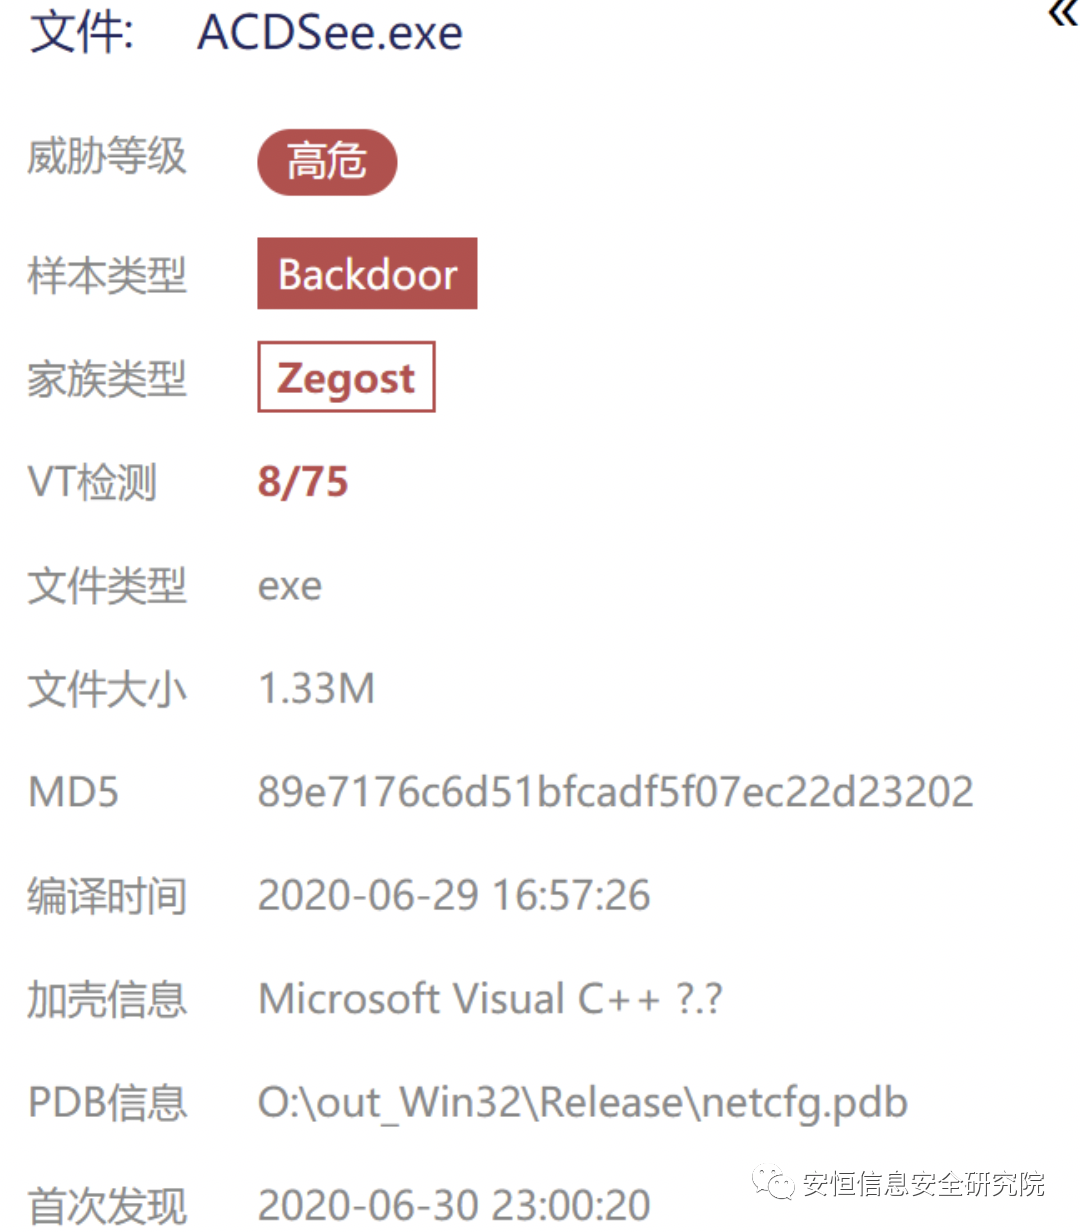 文件: ACDSee.exe «
威胁等级 高危
样本类型 Backdoor
家族类型 Zegost
VT检测 8/75
文件类型 exe
文件大小 1.33M
MD5 89e7176c6d51bfcadf5f07ec22d23202
编译时间 2020-06-29 16:57:26
加壳信息 Microsoft Visual C++ ?.?
PDB信息 O:\out_Win32\Release\netcfg.pdb
安恒信息安全研究院
首次发现 2020-06-30 23:00:20